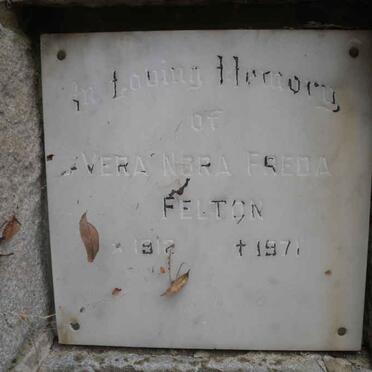 In Loving Memory
of
VERA NORA FREDA
FELTON
* 1912 † 1971